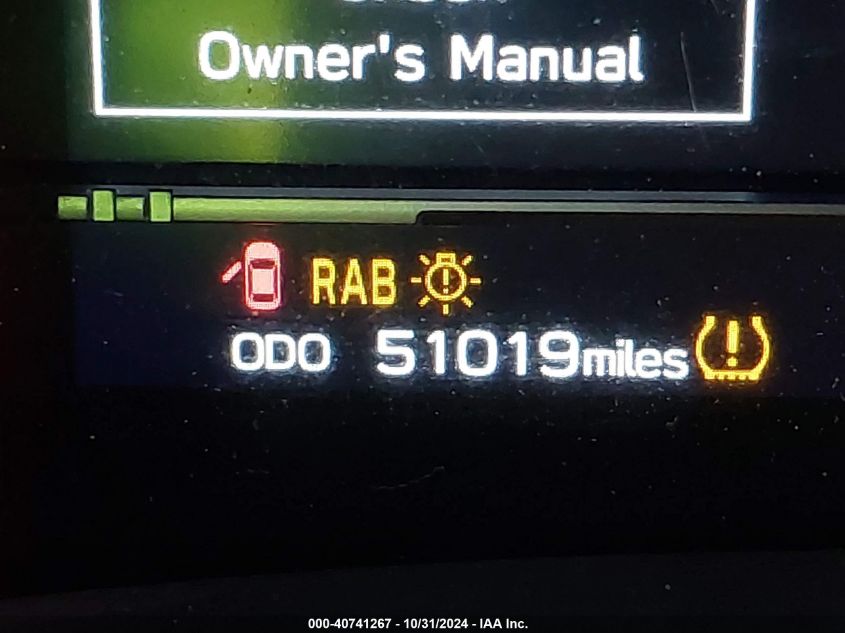 Owner's Manual
RAB
ODO 51019miles
000-40741267 - 10/31/2024 - IAA Inc.